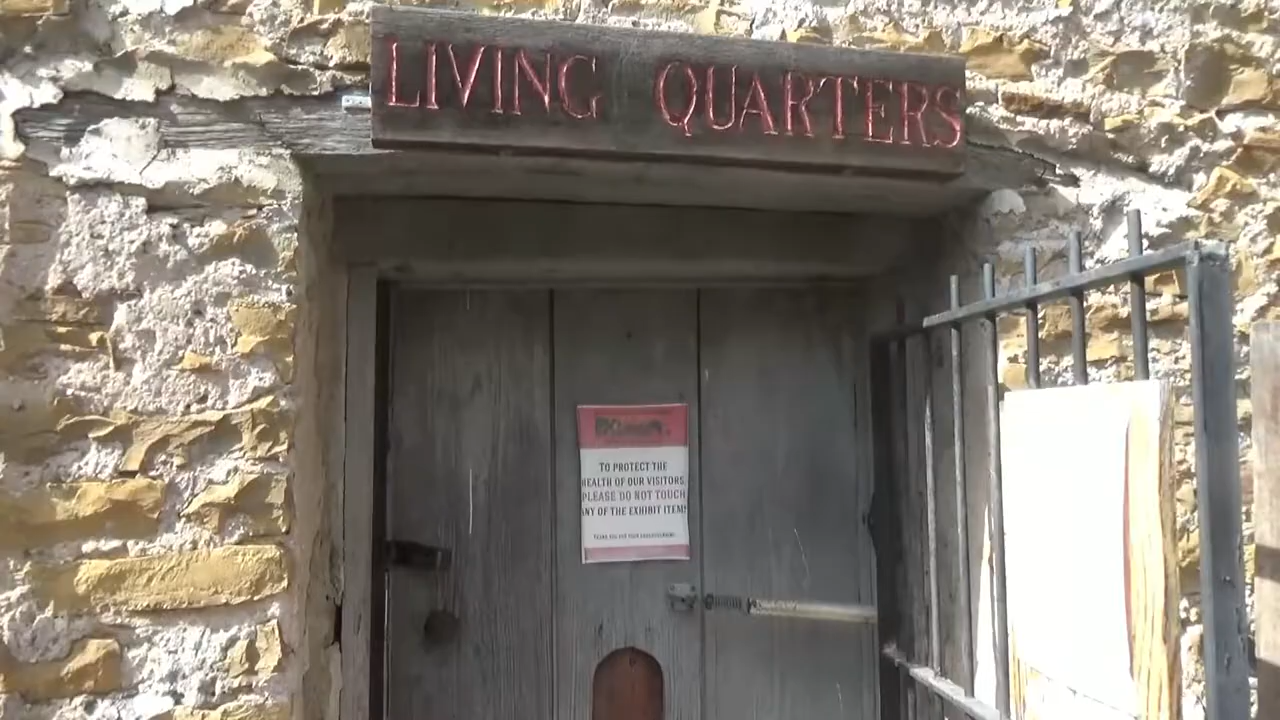 LIVING QUARTERS
TO PROTECT THE
HEALTH OF OUR VISITORS,
PLEASE DO NOT TOUCH
ANY OF THE EXHIBIT ITEMS